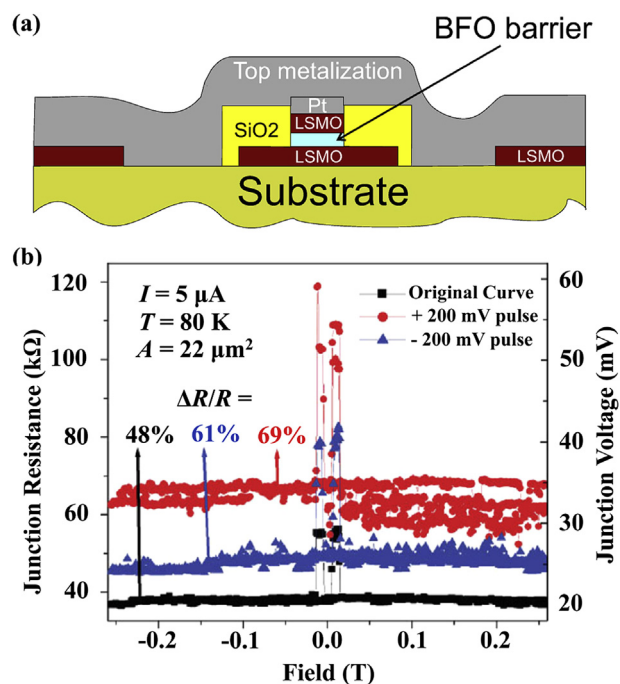 (a)
BFO barrier
Top metalization
Pt
SiO2
LSMO
LSMO
LSMO
Substrate
(b)
Junction Resistance (kΩ)
120
100
80
60
40
I = 5 μA
T = 80 K
A = 22 μm²
ΔR/R =
48%
61%
69%
Original Curve
+ 200 mV pulse
- 200 mV pulse
60
50
40
30
20
Junction Voltage (mV)
-0.2
-0.1
0.0
0.1
0.2
Field (T)